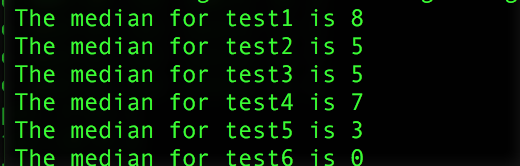 The median for test1 is 8
The median for test2 is 5
The median for test3 is 5
The median for test4 is 7
The median for test5 is 3
The median for test6 is 0